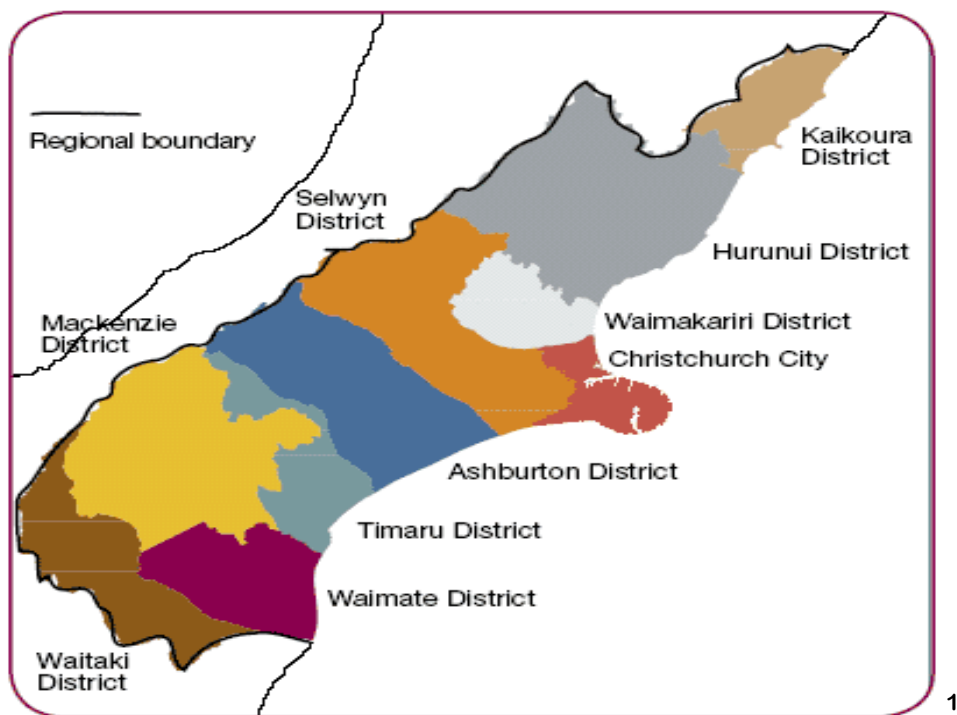 Regional boundary
Kaikoura
District
Selwyn
District
Hurunui District
Mackenzie
District
Waimakariri District
Christchurch City
Ashburton District
Timaru District
Waimate District
Waitaki
District
1